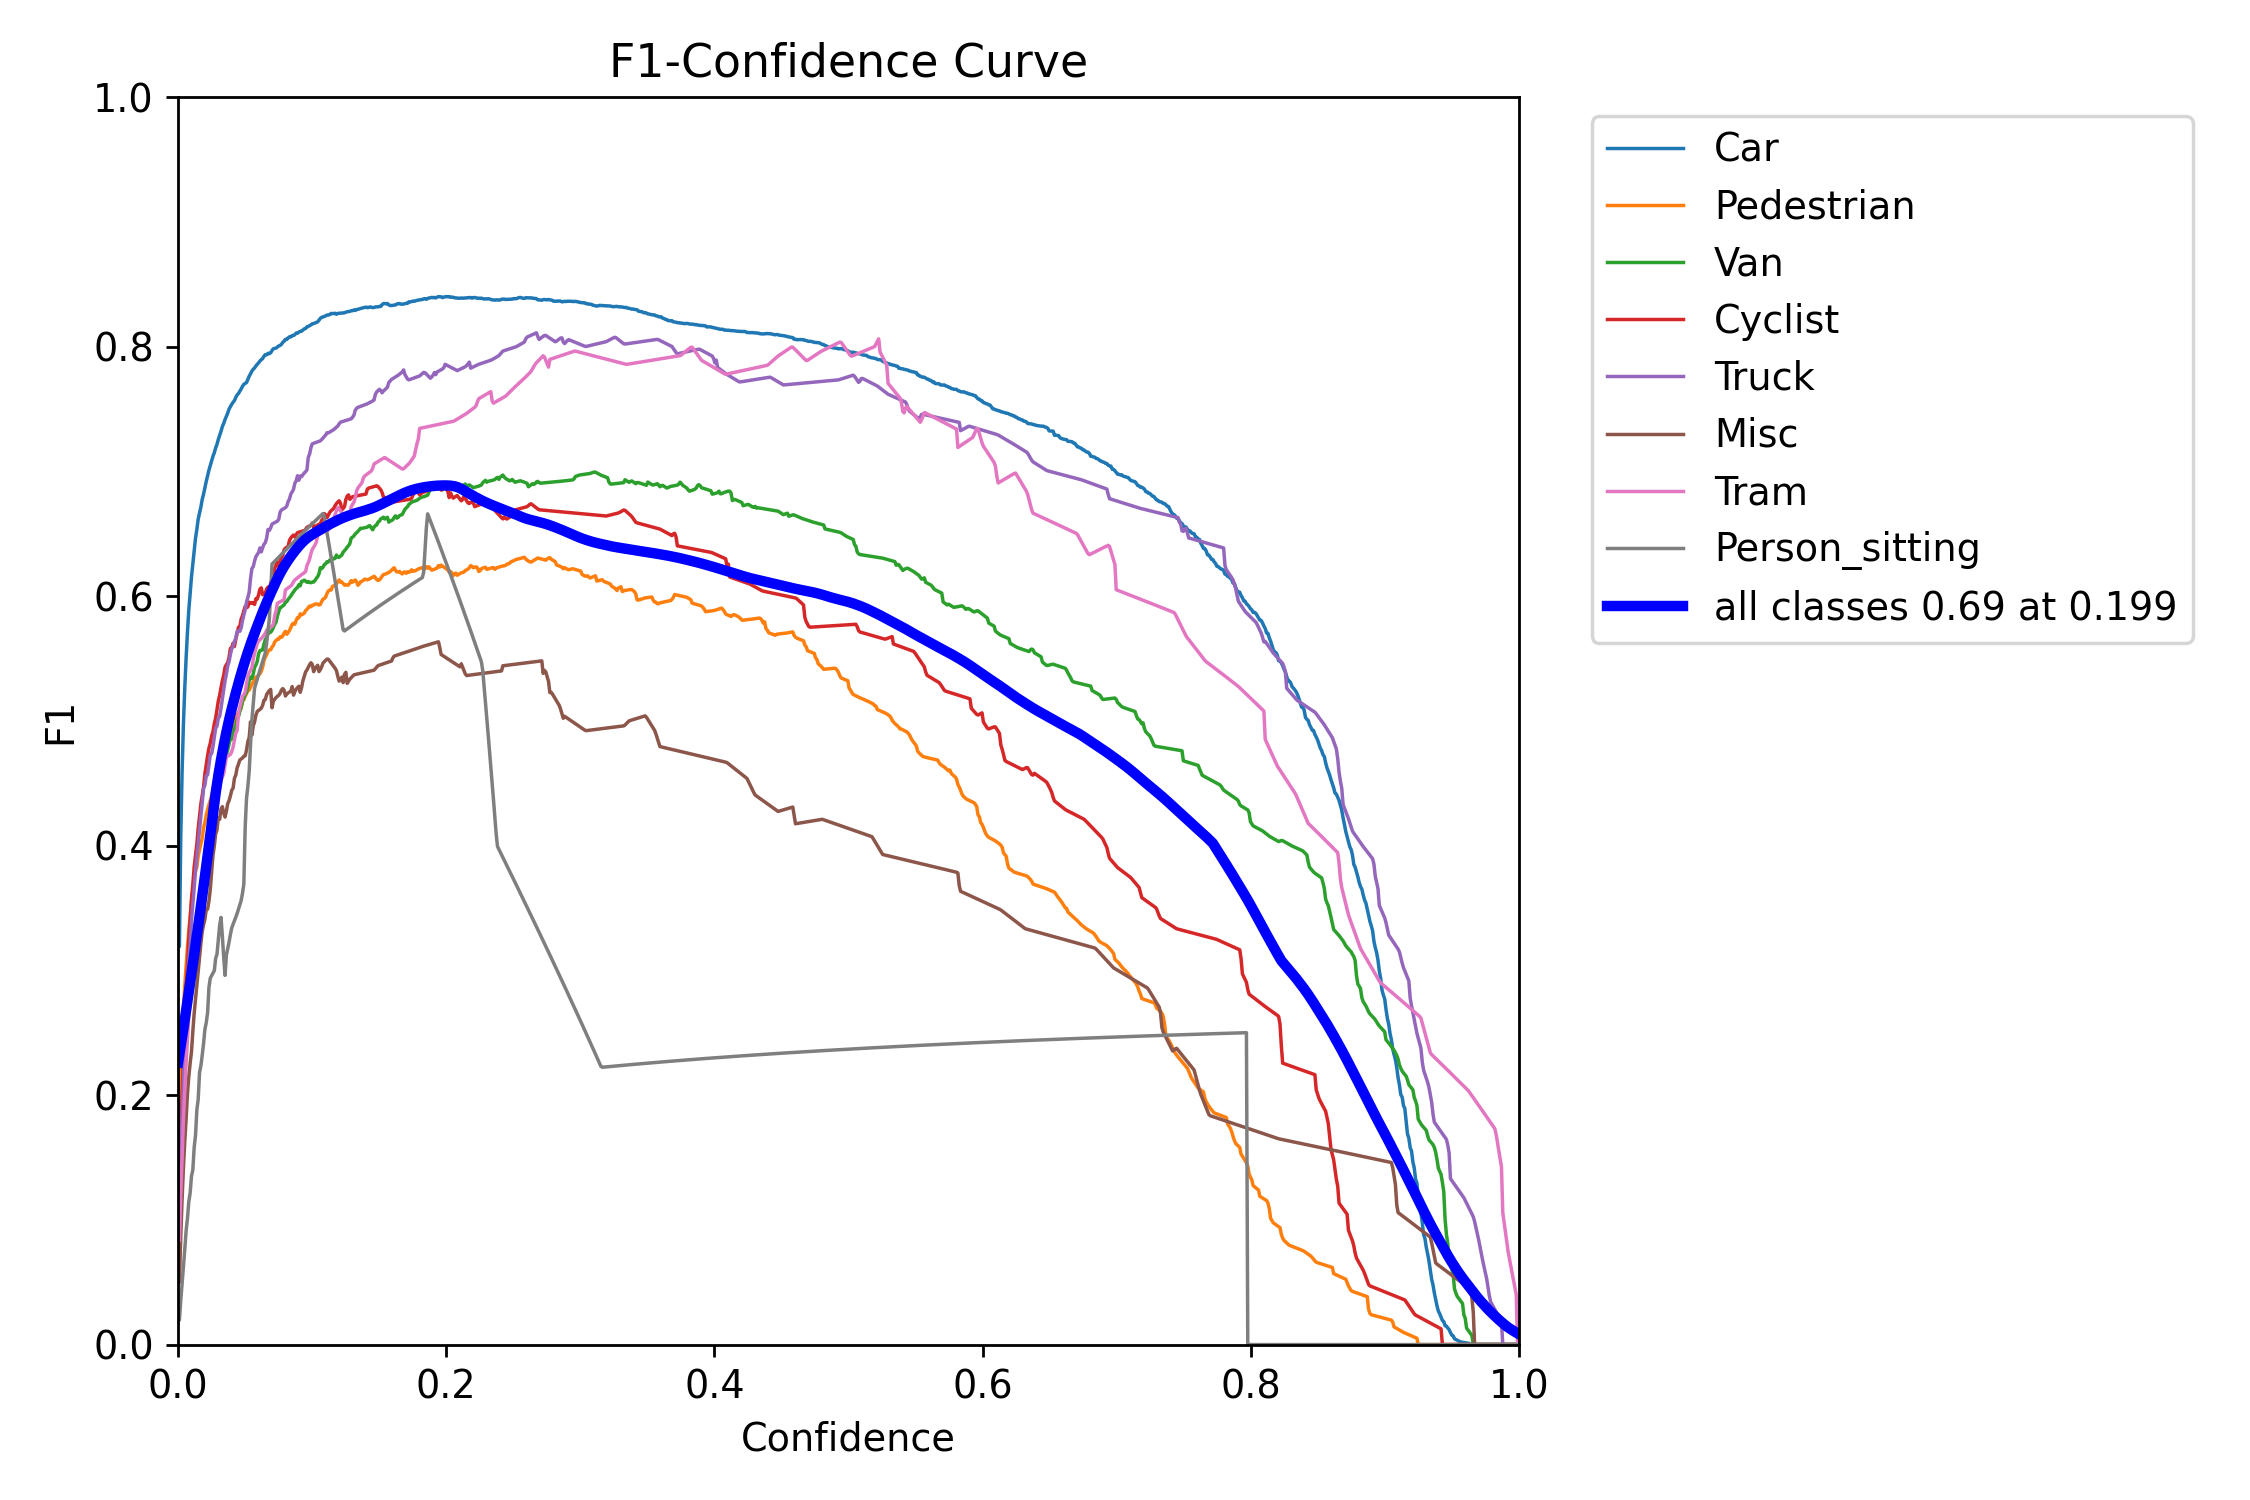 F1-Confidence Curve
1.0
0.8
0.6
0.4
0.2
0.0
F1
0.0 0.2 0.4 0.6 0.8 1.0
Confidence
Car
Pedestrian
Van
Cyclist
Truck
Misc
Tram
Person_sitting
all classes 0.69 at 0.199